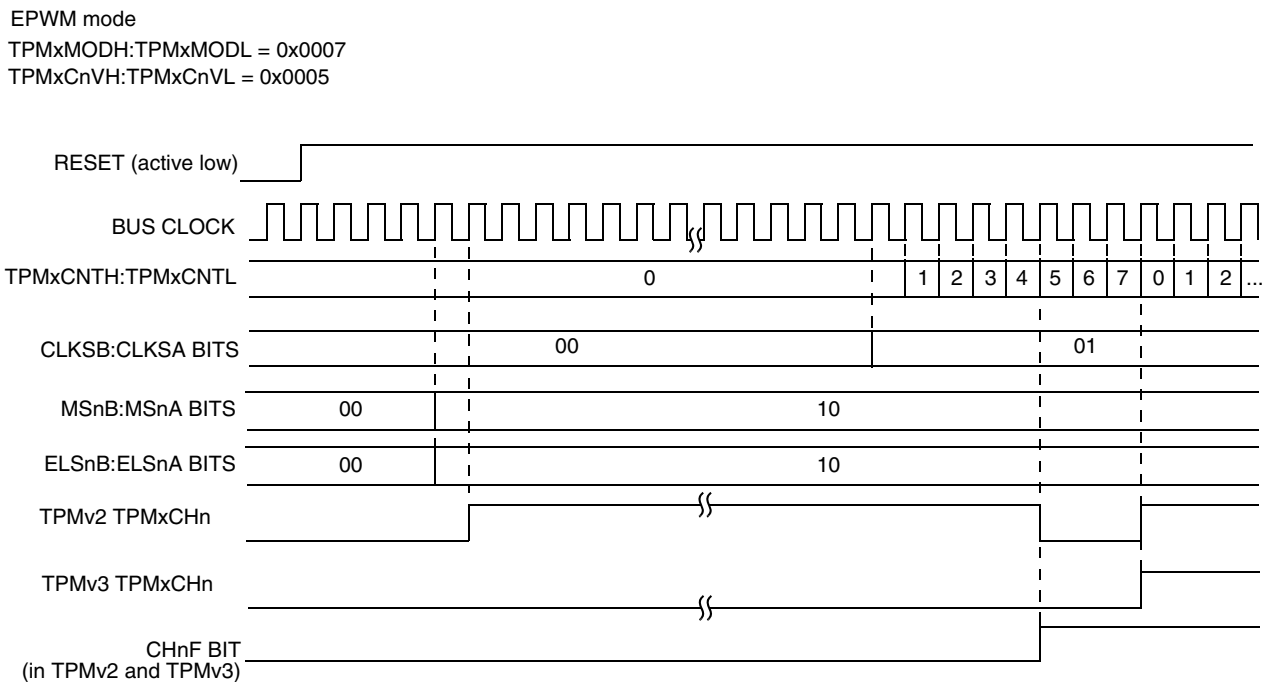 EPWM mode
TPMxMODH:TPMxMODL = 0x0007
TPMxCnVH:TPMxCnVL = 0x0005
RESET (active low)
BUS CLOCK
TPMxCNTH:TPMxCNTL 0 1 2 3 4 5 6 7 0 1 2 ...
CLKSB:CLKSA BITS 00 01
MSnB:MSnA BITS 00 10
ELSnB:ELSnA BITS 00 10
TPMv2 TPMxCHn
TPMv3 TPMxCHn
CHnF BIT
(in TPMv2 and TPMv3)